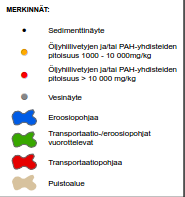 MERKINNÄT:
Sedimenttinäyte
Öljyhiilivetyjen ja/tai PAH-yhdisteiden
pitoisuus 1000 - 10 000mg/kg
Öljyhiilivetyjen ja/tai PAH-yhdisteiden
pitoisuus > 10 000 mg/kg
Vesinäyte
Eroosiopohjaa
Transportaatio-/eroosiopohjat
vuorottelevat
Transportaatiopohjaa
Puistoalue